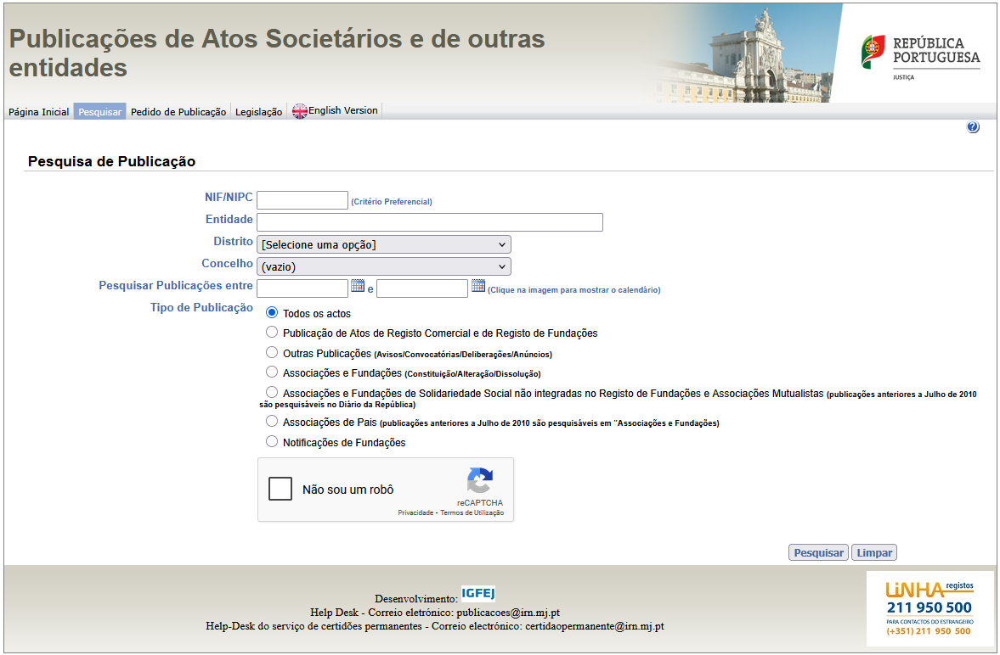 Publicações de Atos Societários e de outras
entidades
REPÚBLICA
PORTUGUESA
JUSTIÇA
Página Inicial Pesquisar Pedido de Publicação Legislação English Version
?
Pesquisa de Publicação
NIF/NIPC (Critério Preferencial)
Entidade
Distrito [Selecione uma opção]
Concelho (vazio)
Pesquisar Publicações entre e (Clique na imagem para mostrar o calendário)
Tipo de Publicação Todos os actos
Publicação de Atos de Registo Comercial e de Registo de Fundações
Outras Publicações (Avisos/Convocatórias/Deliberações/Anúncios)
Associações e Fundações (Constituição/Alteração/Dissolução)
Associações e Fundações de Solidariedade Social não integradas no Registo de Fundações e Associações Mutualistas (publicações anteriores a Julho de 2010
são pesquisáveis no Diário da República)
Associações de Pais (publicações anteriores a Julho de 2010 são pesquisáveis em "Associações e Fundações)
Notificações de Fundações
Não sou um robô
reCAPTCHA
Privacidade - Termos de Utilização
Pesquisar Limpar
Desenvolvimento: IGFEJ
Help Desk - Correio eletrónico: publicacoes@irn.mj.pt
Help-Desk do serviço de certidões permanentes - Correio electrónico: certidaopermanente@irn.mj.pt
LiNHA registos
211 950 500
PARA CONTACTOS DO ESTRANGEIRO
(+351) 211 950 500